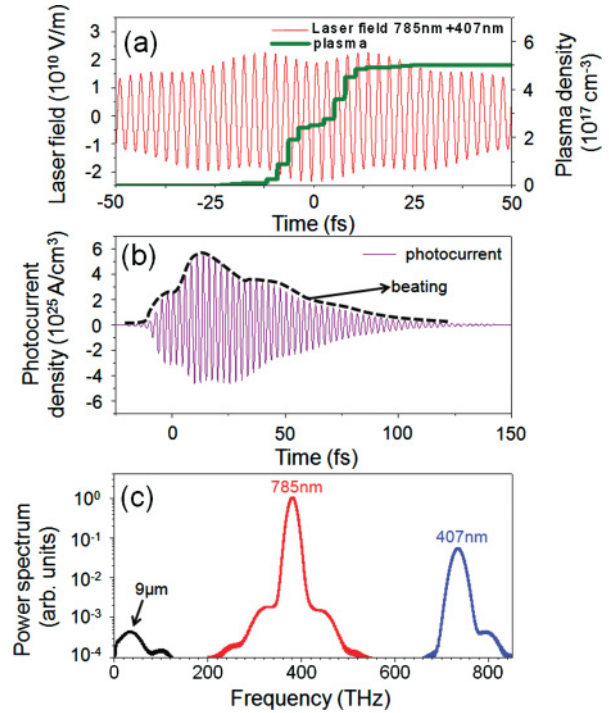 (a)
Laser field 785nm+407nm
plasma
Laser field (10¹⁰ V/m)
3
2
1
0
-1
-2
Plasma density
(10¹⁷ cm⁻³)
6
4
2
0
-50 -25 0 25 50
Time (fs)
(b)
photocurrent
beating
Photocurrent
density (10²⁵ A/cm³)
6
4
2
0
-2
-4
-6
0 50 100 150
Time (fs)
(c)
785nm
407nm
9μm
Power spectrum
(arb. units)
10⁰
10⁻¹
10⁻²
10⁻³
10⁻⁴
0 200 400 600 800
Frequency (THz)